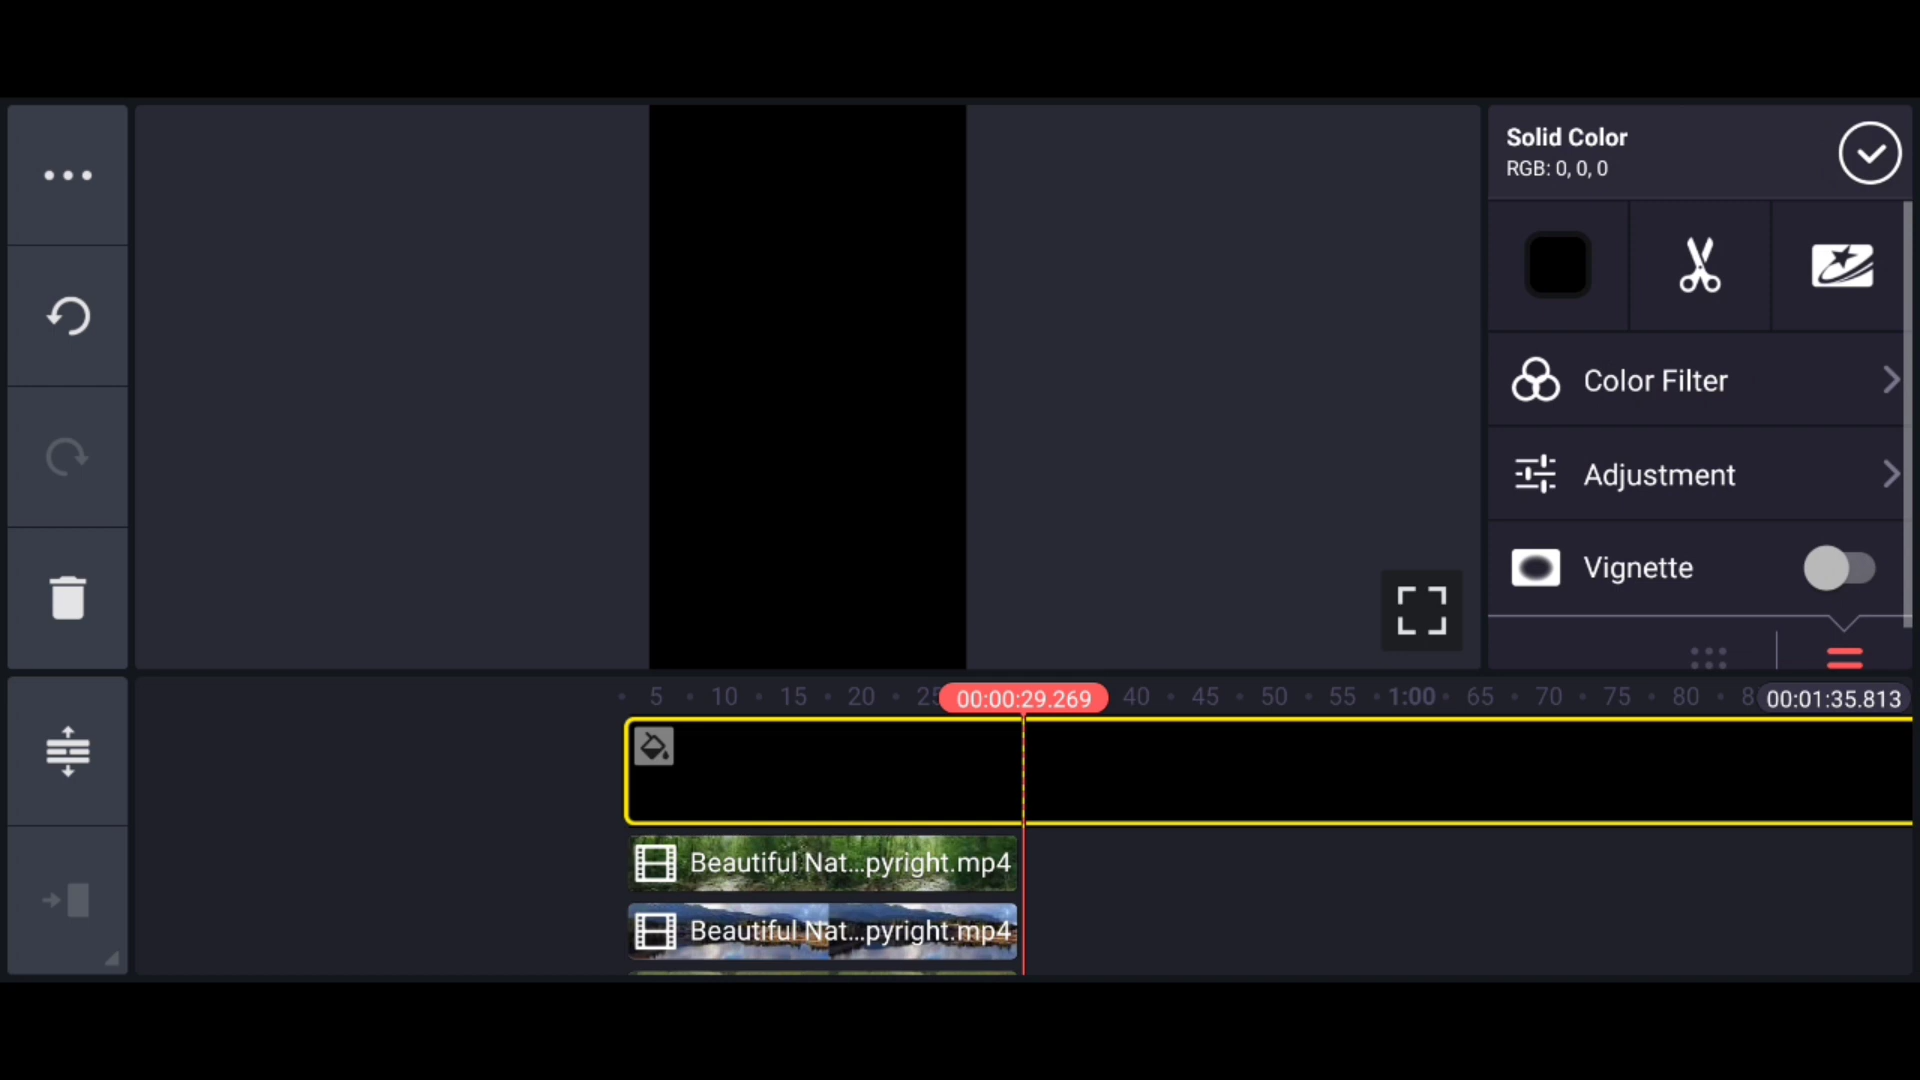 Solid Color
RGB: 0, 0, 0
Color Filter
Adjustment
Vignette
5 10 15 20 25 00:00:29.269 40 45 50 55 1:00 65 70 75 80 8 00:01:35.813
Beautiful Nat...pyright.mp4
Beautiful Nat...pyright.mp4